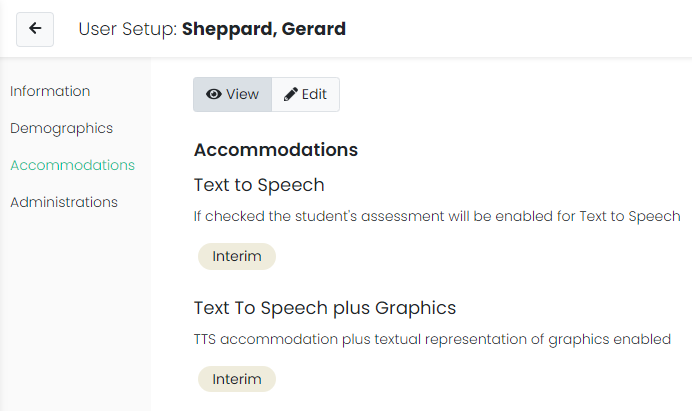 User Setup: Sheppard, Gerard
Information
Demographics
Accommodations
Administrations
View
Edit
Accommodations
Text to Speech
If checked the student's assessment will be enabled for Text to Speech
Interim
Text To Speech plus Graphics
TTS accommodation plus textual representation of graphics enabled
Interim